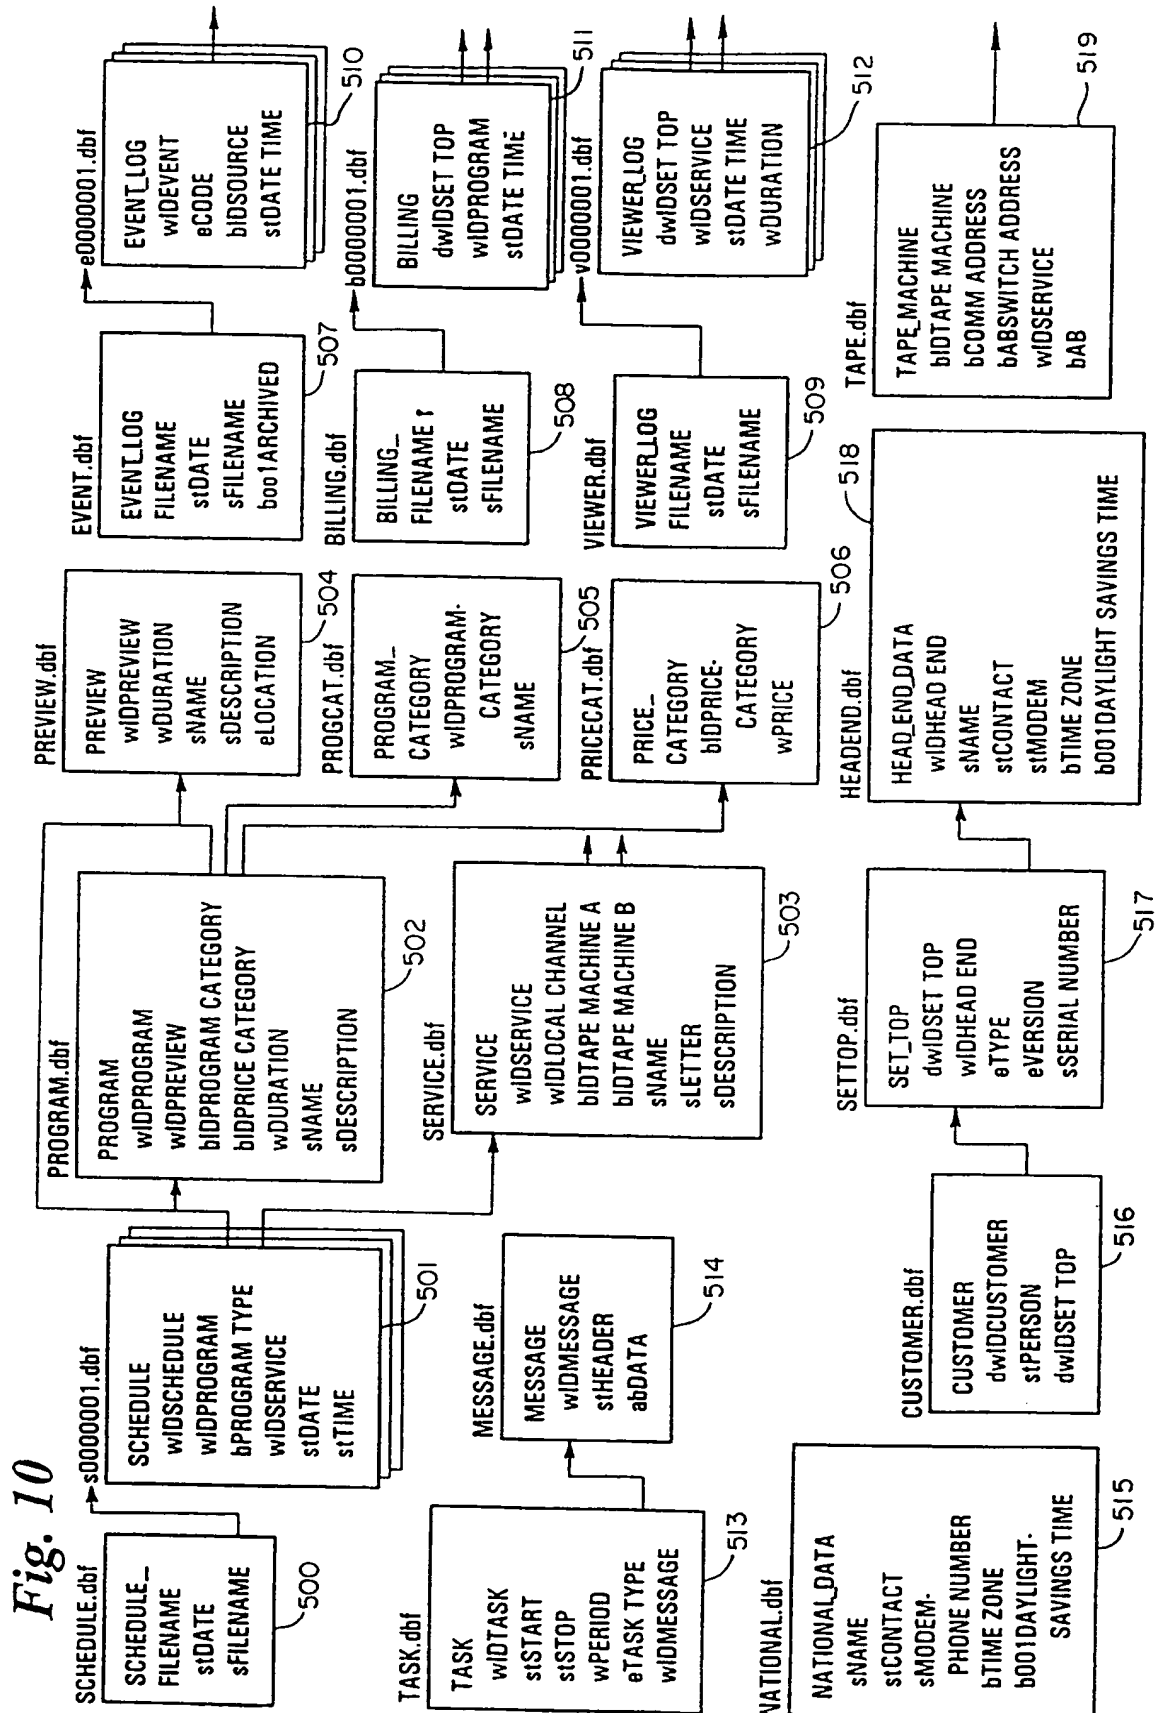 Fig. 10
SCHEDULE.dbf
SCHEDULE_
FILENAME
stDATE
sFILENAME
500
s0000001.dbf
SCHEDULE
wIDSCHEDULE
wIDPROGRAM
bPROGRAM TYPE
wIDSERVICE
stDATE
stTIME
501
PROGRAM.dbf
PROGRAM
wIDPROGRAM
wIDPREVIEW
bIDPROGRAM CATEGORY
bIDPRICE CATEGORY
wDURATION
sNAME
sDESCRIPTION
502
SERVICE.dbf
SERVICE
wIDSERVICE
wIDLOCAL CHANNEL
bIDTAPE MACHINE A
bIDTAPE MACHINE B
sNAME
sLETTER
sDESCRIPTION
503
PREVIEW.dbf
PREVIEW
wIDPREVIEW
wDURATION
sNAME
sDESCRIPTION
eLOCATION
504
PROGCAT.dbf
PROGRAM_
CATEGORY
wIDPROGRAM-
CATEGORY
sNAME
505
PRICECAT.dbf
PRICE_
CATEGORY
bIDPRICE-
CATEGORY
wPRICE
506
EVENT.dbf
EVENT_LOG
FILENAME
stDATE
sFILENAME
boo1ARCHIVED
507
BILLING.dbf
BILLING_
FILENAME
stDATE
sFILENAME
508
VIEWER.dbf
VIEWER_LOG
FILENAME
stDATE
sFILENAME
509
e0000001.dbf
EVENT_LOG
wIDEVENT
eCODE
bIDSOURCE
stDATE TIME
510
b0000001.dbf
BILLING
dwIDSET TOP
wIDPROGRAM
stDATE TIME
511
v0000001.dbf
VIEWER_LOG
dwIDSET TOP
wIDSERVICE
stDATE TIME
wDURATION
512
TASK.dbf
TASK
wIDTASK
stSTART
stSTOP
wPERIOD
eTASK TYPE
wIDMESSAGE
513
MESSAGE.dbf
MESSAGE
wIDMESSAGE
stHEADER
abDATA
514
NATIONAL.dbf
NATIONAL_DATA
sNAME
stCONTACT
sMODEM-
PHONE NUMBER
bTIME ZONE
b001DAYLIGHT-
SAVINGS TIME
515
CUSTOMER.dbf
CUSTOMER
dwIDCUSTOMER
stPERSON
dwIDSET TOP
516
SETTOP.dbf
SET_TOP
dwIDSET TOP
wIDHEAD END
eTYPE
eVERSION
sSERIAL NUMBER
517
HEADEND.dbf
HEAD_END_DATA
wIDHEAD END
sNAME
stCONTACT
stMODEM
bTIME ZONE
b001DAYLIGHT SAVINGS TIME
518
TAPE.dbf
TAPE_MACHINE
bIDTAPE MACHINE
bCOMM ADDRESS
bABSWITCH ADDRESS
wIDSERVICE
bAB
519